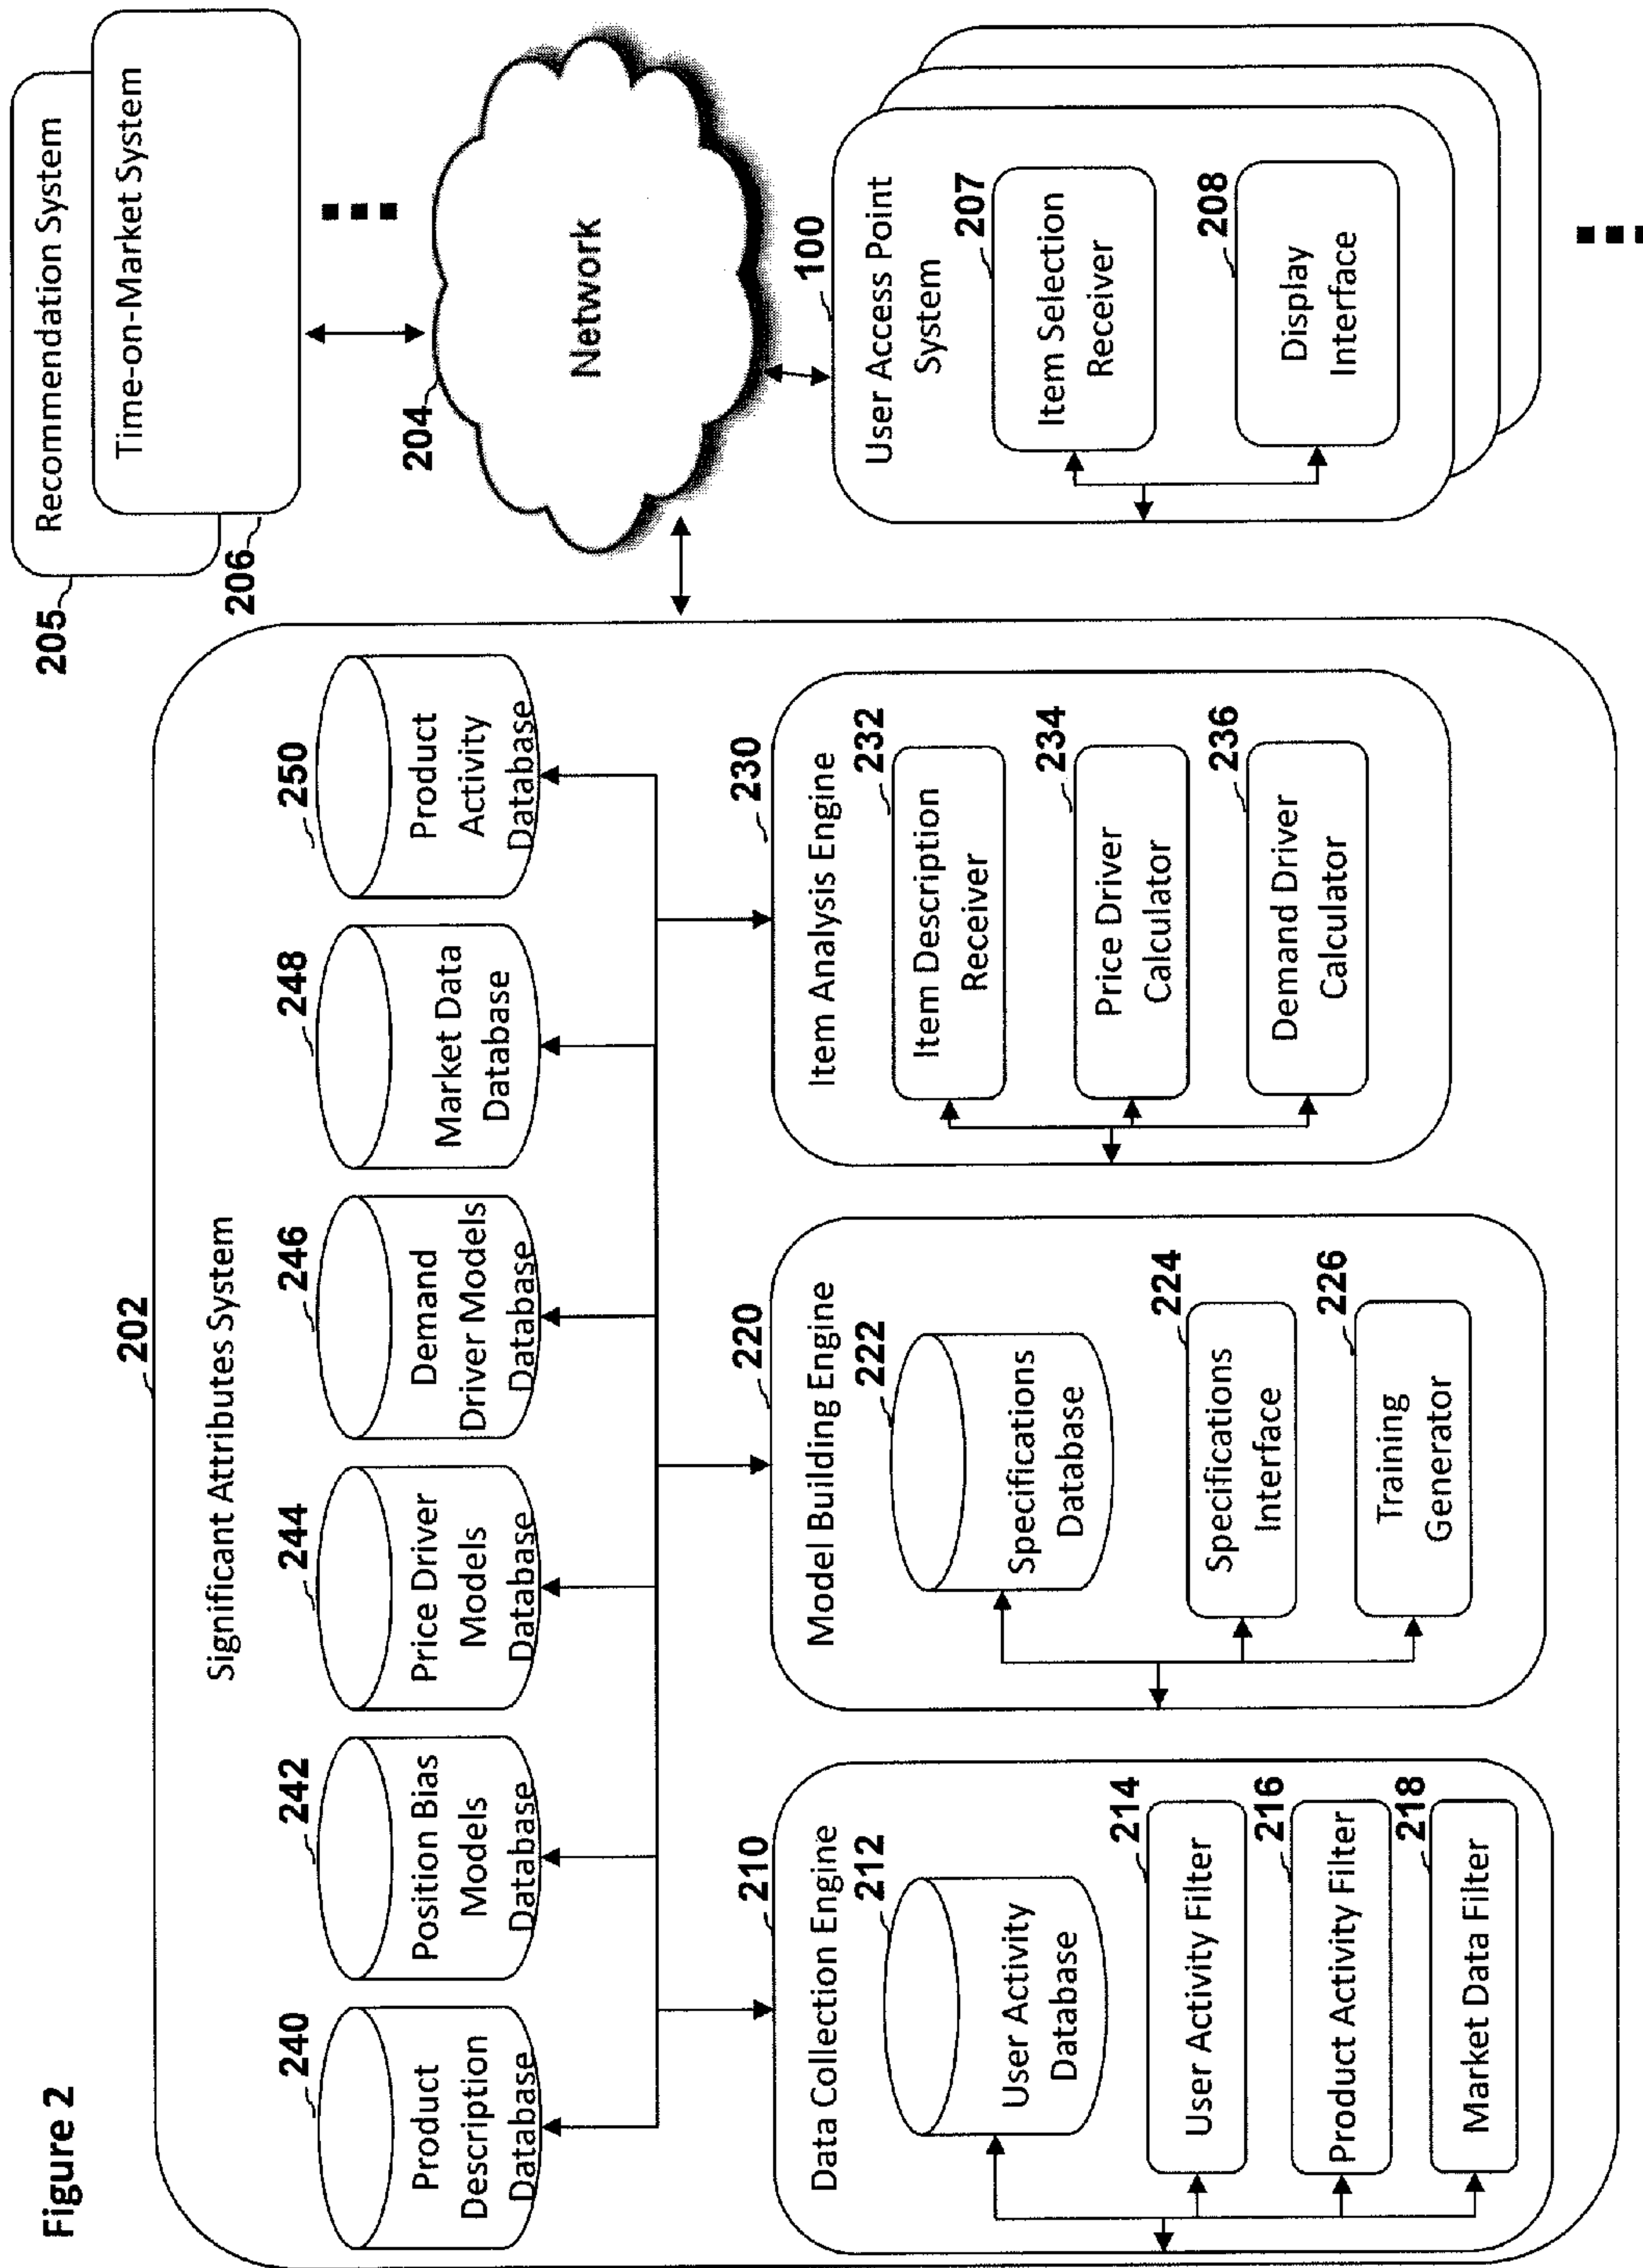 Figure 2
202
Significant Attributes System
240
Product
Description
Database
242
Position Bias
Models
Database
244
Price Driver
Models
Database
246
Demand
Driver Models
Database
248
Market Data
Database
250
Product
Activity
Database
210
Data Collection Engine
212
User Activity
Database
214
User Activity Filter
216
Product Activity Filter
218
Market Data Filter
220
Model Building Engine
222
Specifications
Database
224
Specifications
Interface
226
Training
Generator
230
Item Analysis Engine
232
Item Description
Receiver
234
Price Driver
Calculator
236
Demand Driver
Calculator
205
Recommendation System
206
Time-on-Market System
204
Network
100
User Access Point
System
207
Item Selection
Receiver
208
Display
Interface